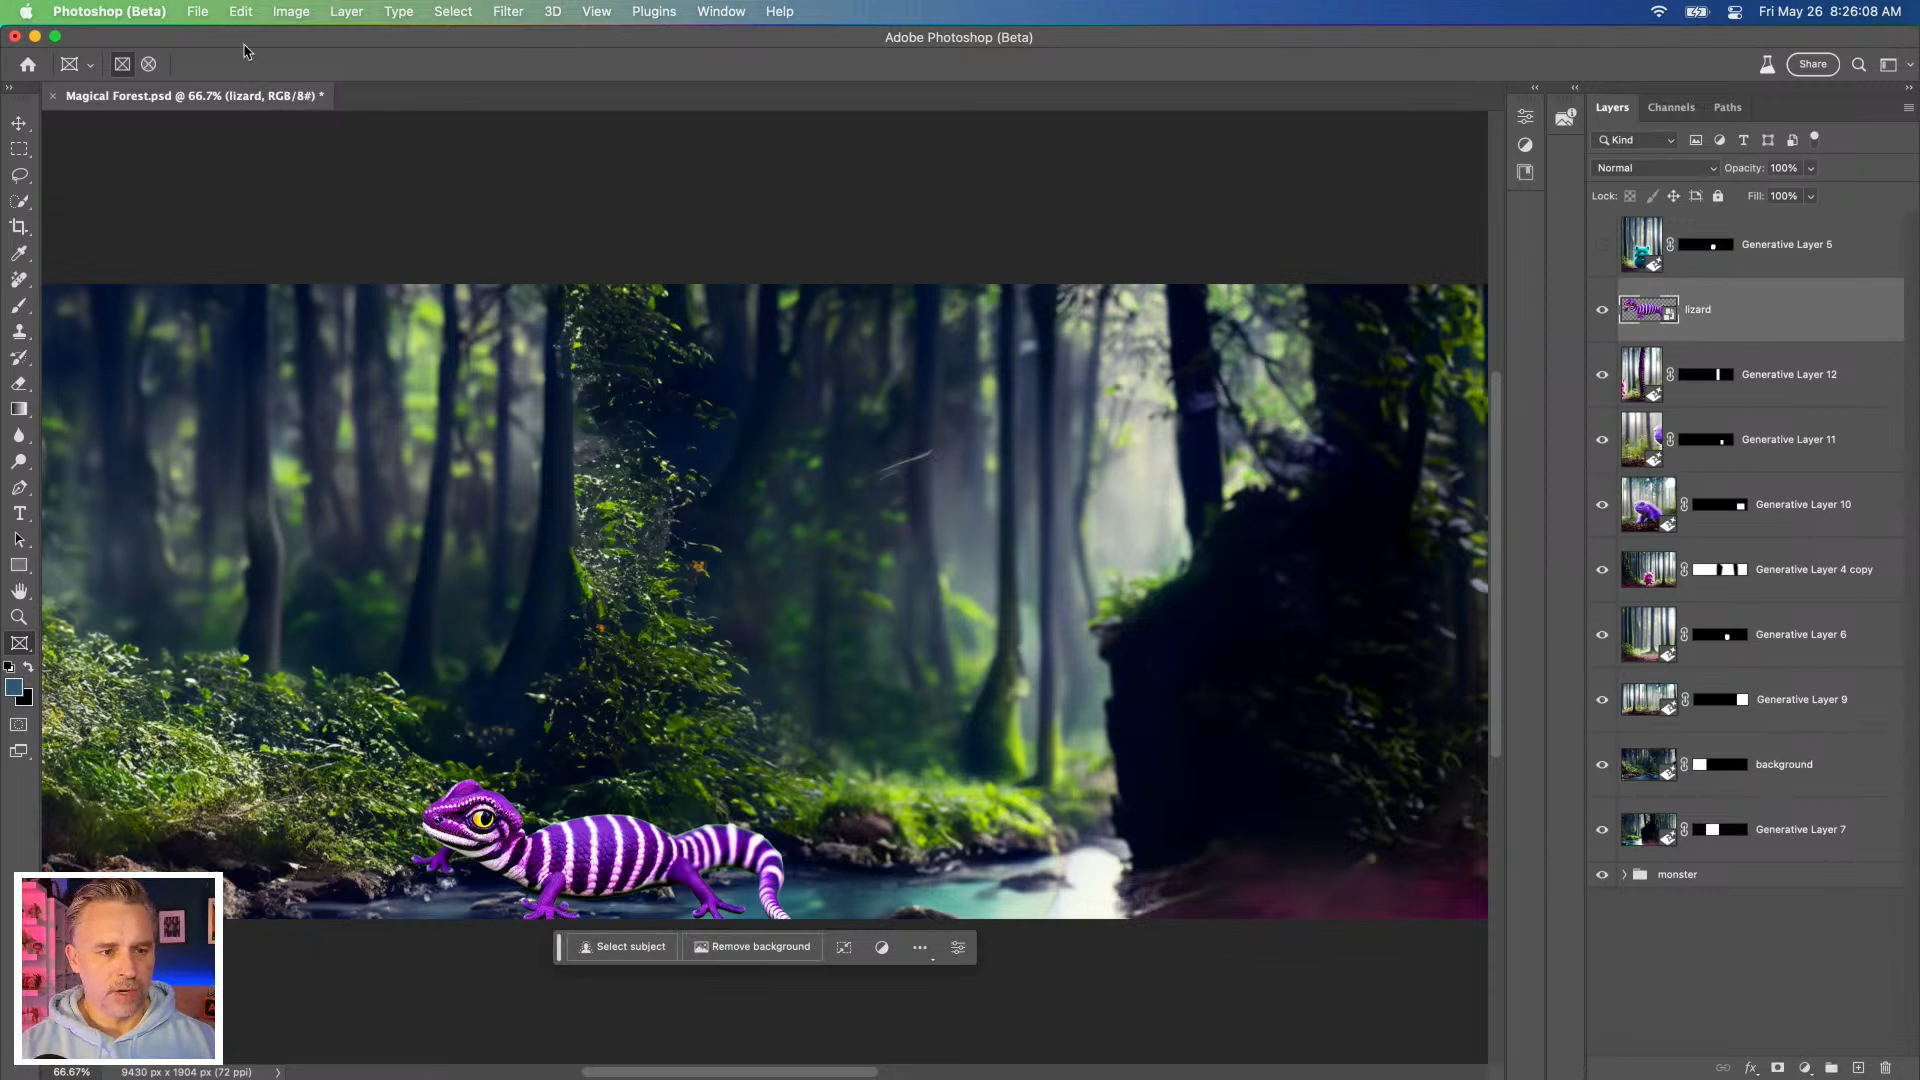 Photoshop (Beta) File Edit Image Layer Type Select Filter 3D View Plugins Window Help Fri May 26 8:26:08 AM
Adobe Photoshop (Beta)
Share
Magical Forest.psd @ 66.7% (lizard, RGB/8#) *
Layers Channels Paths
Kind
Normal Opacity: 100%
Lock: Fill: 100%
Generative Layer 5
lizard
Generative Layer 12
Generative Layer 11
Generative Layer 10
Generative Layer 4 copy
Generative Layer 6
Generative Layer 9
background
Generative Layer 7
monster
Select subject Remove background
66.67% 9430 px x 1904 px (72 ppi)